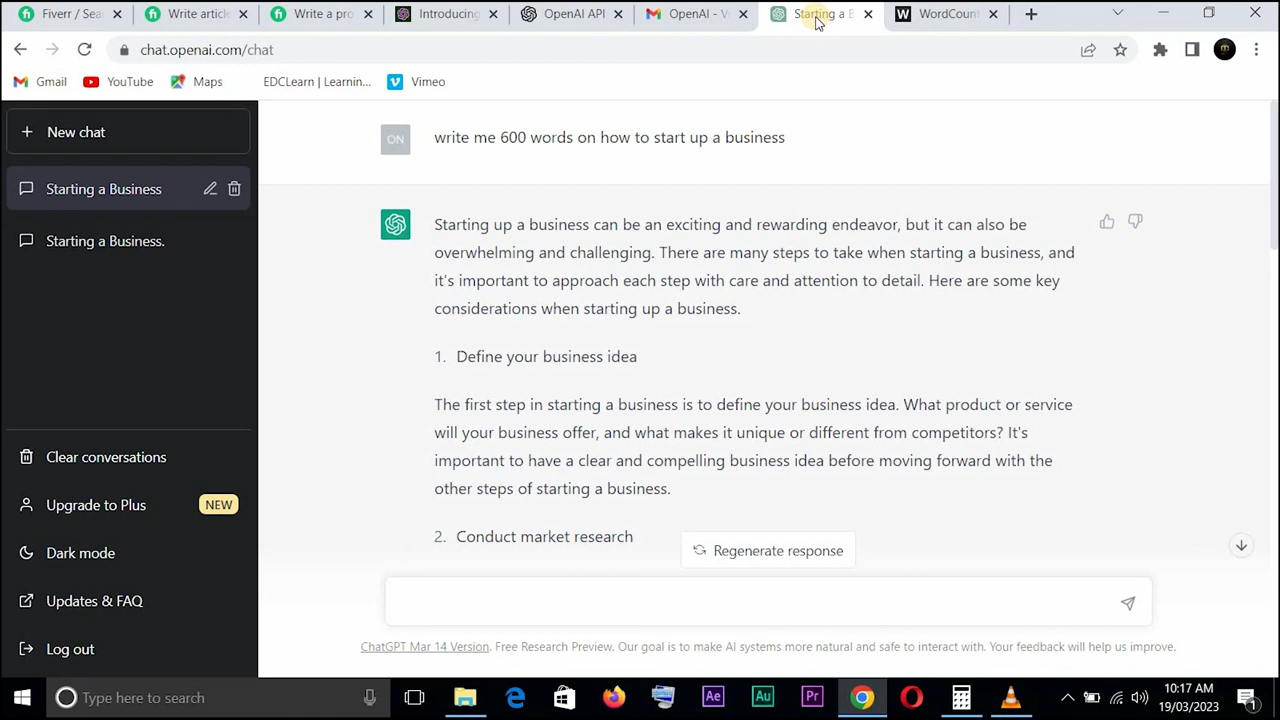 Fiverr / Sea
Write article
Write a pro
Introducing
OpenAI API
OpenAI - V
Starting a B
W WordCount
chat.openai.com/chat
Gmail YouTube Maps EDCLearn | Learnin... Vimeo
New chat
Starting a Business
Starting a Business.
Clear conversations
Upgrade to Plus NEW
Dark mode
Updates & FAQ
Log out
ON write me 600 words on how to start up a business
Starting up a business can be an exciting and rewarding endeavor, but it can also be
overwhelming and challenging. There are many steps to take when starting a business, and
it's important to approach each step with care and attention to detail. Here are some key
considerations when starting up a business.
1. Define your business idea
The first step in starting a business is to define your business idea. What product or service
will your business offer, and what makes it unique or different from competitors? It's
important to have a clear and compelling business idea before moving forward with the
other steps of starting a business.
2. Conduct market research
Regenerate response
ChatGPT Mar 14 Version. Free Research Preview. Our goal is to make AI systems more natural and safe to interact with. Your feedback will help us improve.
Type here to search
Ae Au Pr
10:17 AM
19/03/2023
1